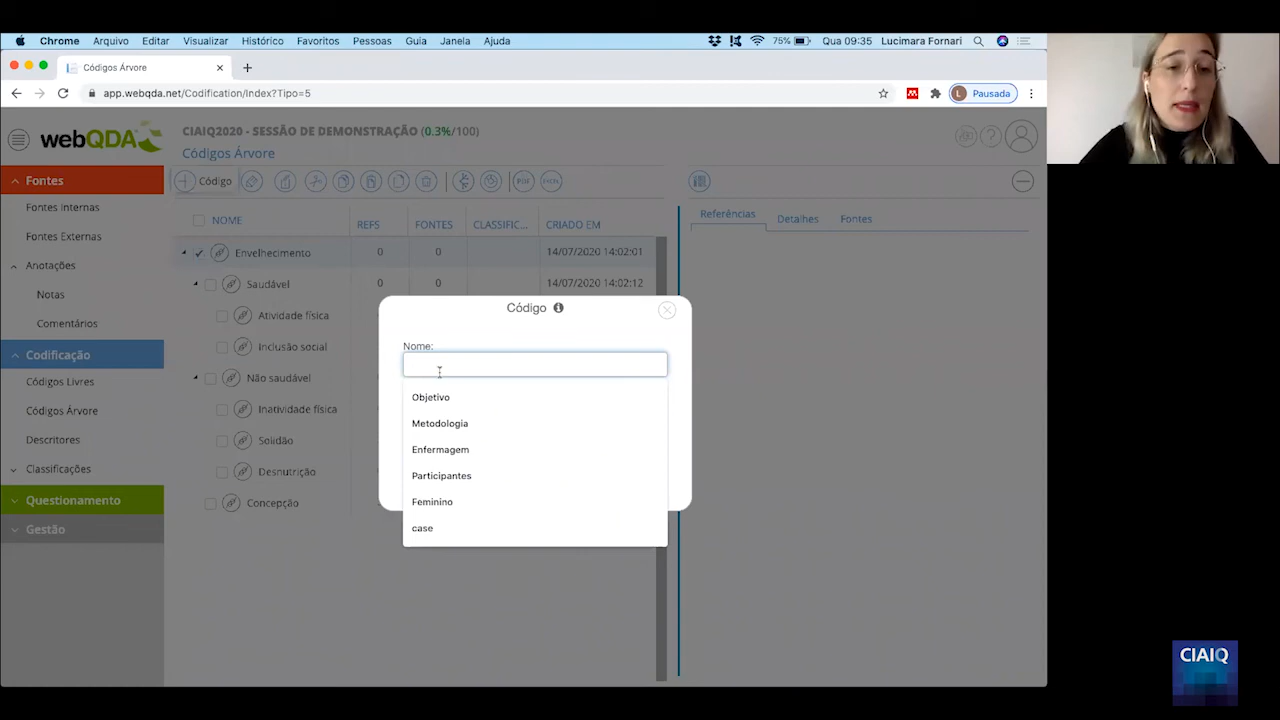 Chrome Arquivo Editar Visualizar Histórico Favoritos Pessoas Guia Janela Ajuda 75% Qua 09:35 Lucimara Fornari
Códigos Árvore
app.webqda.net/Codification/Index?Tipo=5
L Pausada
webQDA
CIAIQ2020 - SESSÃO DE DEMONSTRAÇÃO (0.3%/100)
Códigos Árvore
Fontes
Fontes Internas
Fontes Externas
Anotações
Notas
Comentários
Codificação
Códigos Livres
Códigos Árvore
Descritores
Classificações
Questionamento
Gestão
Código
PDF
EXCEL
NOME REFS FONTES CLASSIFIC... CRIADO EM
Envelhecimento 0 0 14/07/2020 14:02:01
Saudável 0 0 14/07/2020 14:02:12
Atividade física
Inclusão social
Não saudável
Inatividade física
Solidão
Desnutrição
Concepção
Código
Nome:
Objetivo
Metodologia
Enfermagem
Participantes
Feminino
case
Referências Detalhes Fontes
CIAIQ